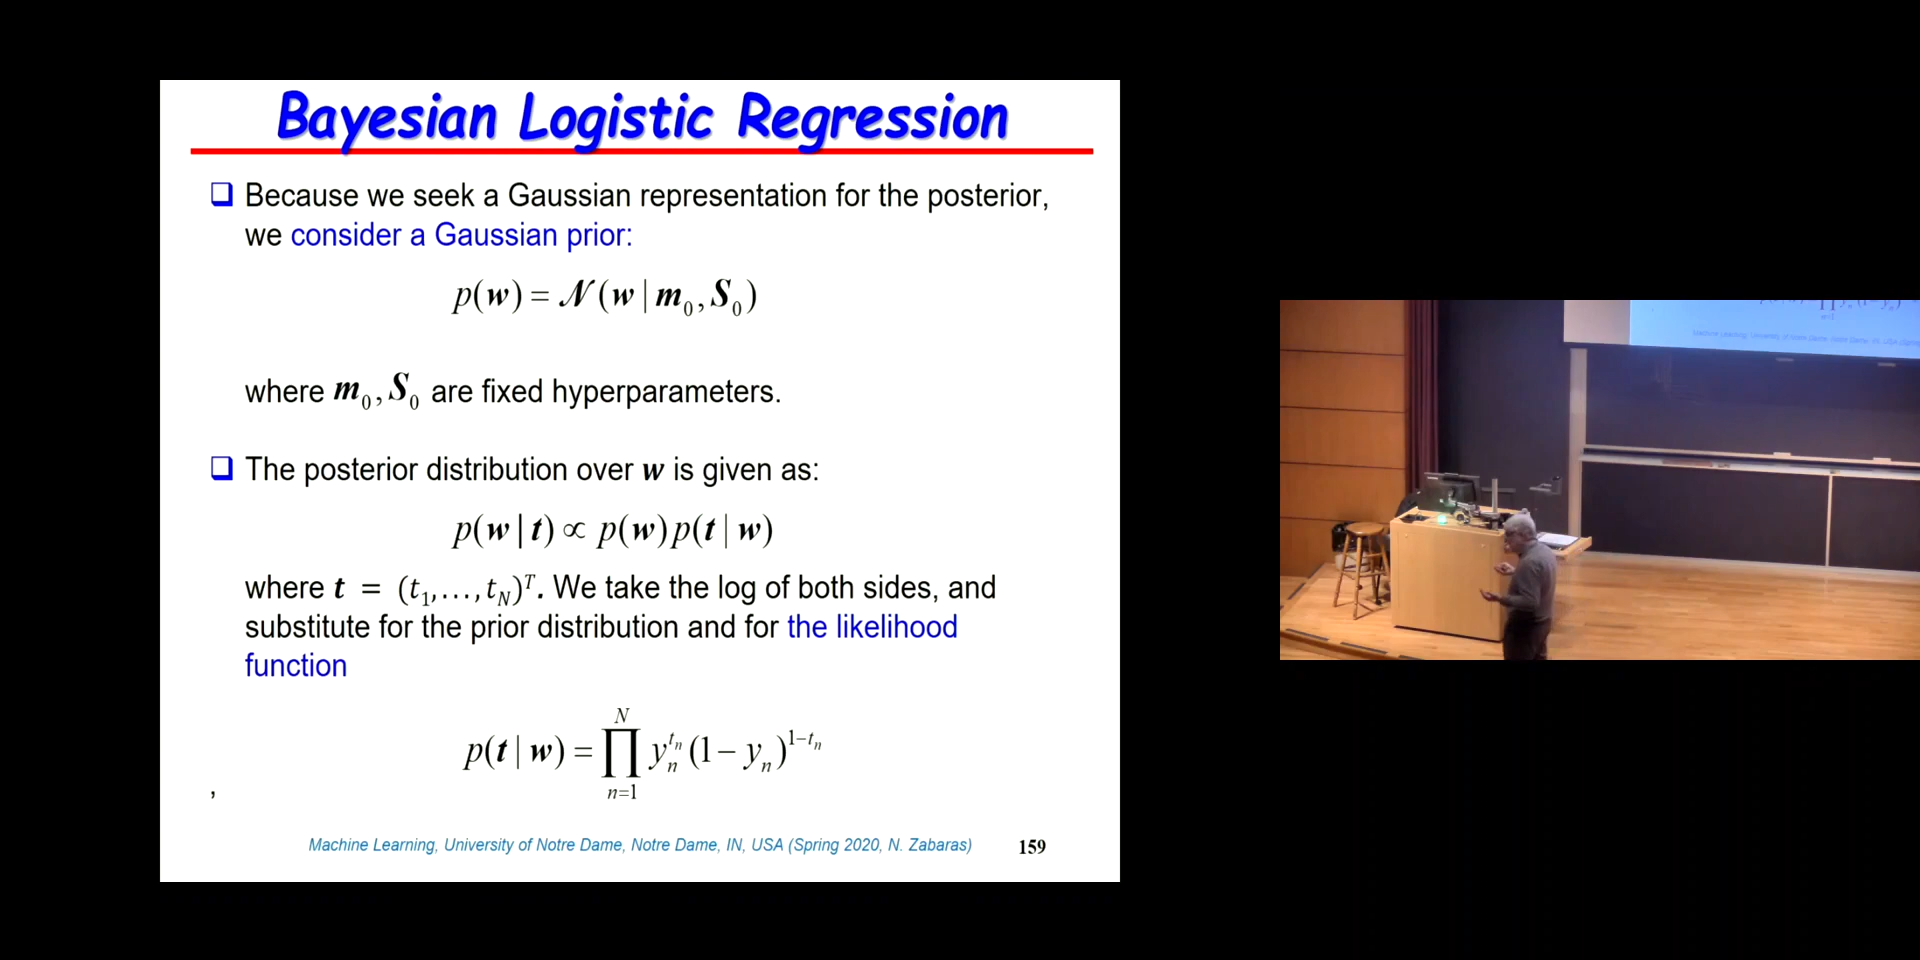 Bayesian Logistic Regression
❑ Because we seek a Gaussian representation for the posterior,
we consider a Gaussian prior:
p(w) = 𝒩(w | m₀, S₀)
where m₀, S₀ are fixed hyperparameters.
❑ The posterior distribution over w is given as:
p(w | t) ∝ p(w)p(t | w)
where t = (t₁,…,t_N)^T. We take the log of both sides, and
substitute for the prior distribution and for the likelihood
function
p(t | w) = ∏_{n=1}^{N} y_n^{t_n} (1 − y_n)^{1−t_n}
,
Machine Learning, University of Notre Dame, Notre Dame, IN, USA (Spring 2020, N. Zabaras) 159